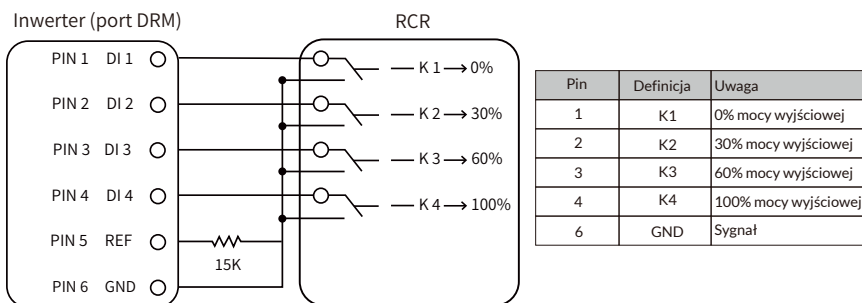 Inwerter (port DRM)
RCR
PIN 1 DI 1
K 1 → 0%
PIN 2 DI 2
K 2 → 30%
PIN 3 DI 3
K 3 → 60%
PIN 4 DI 4
K 4 → 100%
PIN 5 REF
15K
PIN 6 GND
Pin Definicja Uwaga
1 K1 0% mocy wyjściowej
2 K2 30% mocy wyjściowej
3 K3 60% mocy wyjściowej
4 K4 100% mocy wyjściowej
6 GND Sygnał